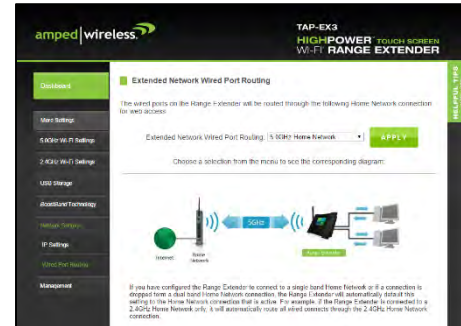 amped wireless
TAP-EX3
HIGHPOWER TOUCH SCREEN
WI-FI RANGE EXTENDER
HELPFUL TIPS
Dashboard
More Settings
5.0GHz Wi-Fi Settings
2.4GHz Wi-Fi Settings
USB Storage
BoostBand Technology
Network Settings
IP Settings
Wired Port Routing
Management
Extended Network Wired Port Routing
The wired ports on the Range Extender will be routed through the following Home Network connection
for web access
Extended Network Wired Port Routing: 5.0GHz Home Network
APPLY
Choose a selection from the menu to see the corresponding diagram:
5GHz
Internet
Home
Network
Range Extender
If you have configured the Range Extender to connect to a single band Home Network or if a connection is
dropped form a dual band Home Network connection, the Range Extender will automatically default this
setting to the Home Network connection that is active. For example, if the Range Extender is connected to a
2.4GHz Home Network only, it will automatically route all wired connects through the 2.4GHz Home Network
connection.